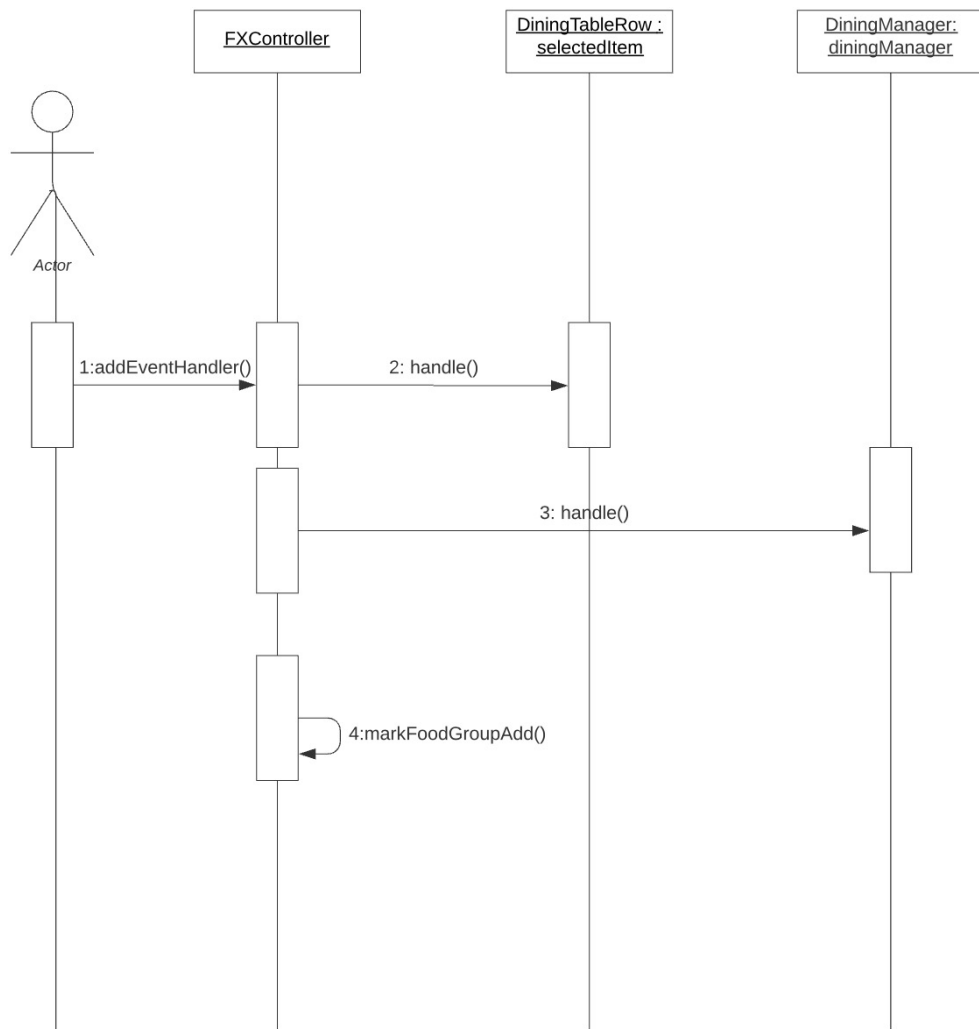 FXController
DiningTableRow :
selectedItem
DiningManager:
diningManager
Actor
1:addEventHandler()
2: handle()
3: handle()
4:markFoodGroupAdd()